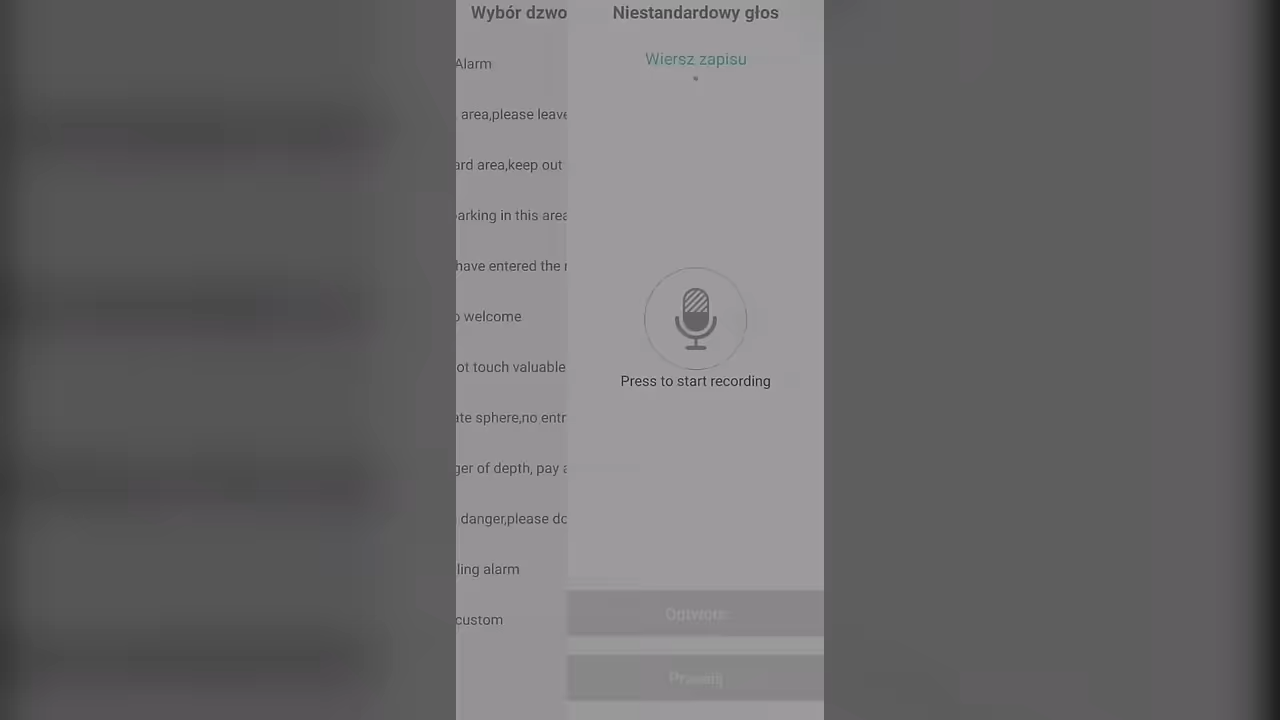 Wybór dzwo
Alarm
area,please leave
ard area,keep out
arking in this area
have entered the
welcome
ot touch valuable
ate sphere,no entr
ger of depth, pay
danger,please do
ling alarm
custom
Niestandardowy głos
Wiersz zapisu
Press to start recording